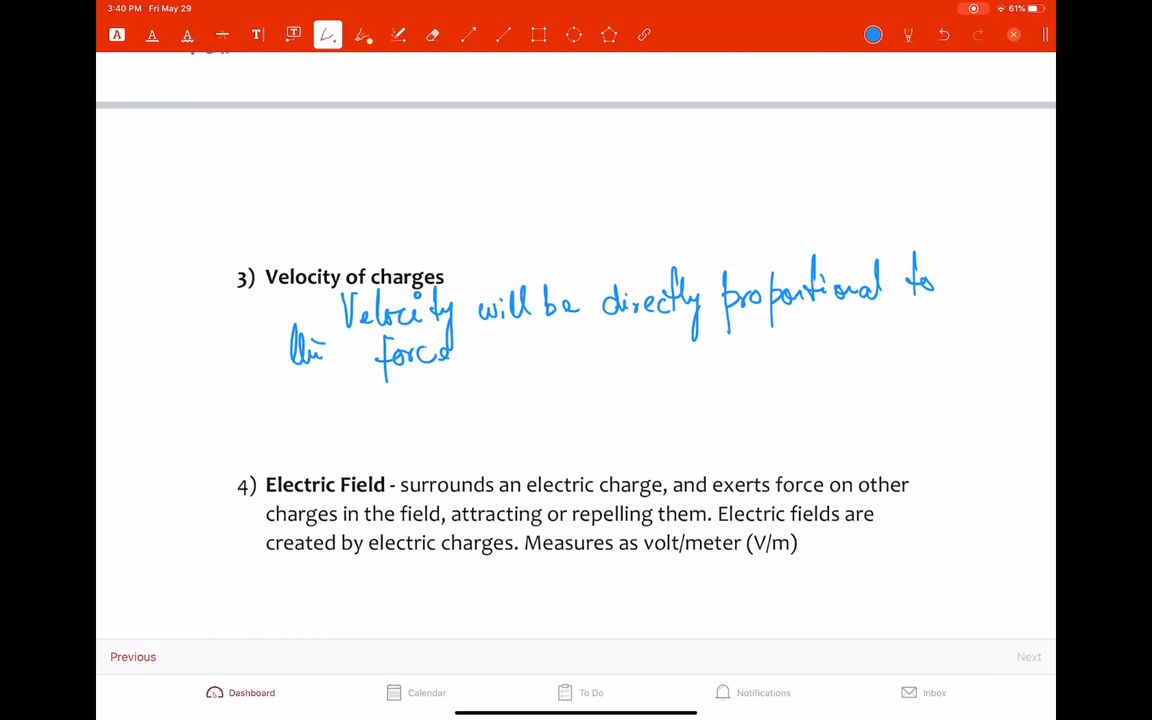 3:40 PM Fri May 29
61%
3) Velocity of charges
Velocity will be directly proportional to
the force
4) Electric Field - surrounds an electric charge, and exerts force on other
charges in the field, attracting or repelling them. Electric fields are
created by electric charges. Measures as volt/meter (V/m)
Previous
Next
Dashboard
Calendar
To Do
Notifications
Inbox